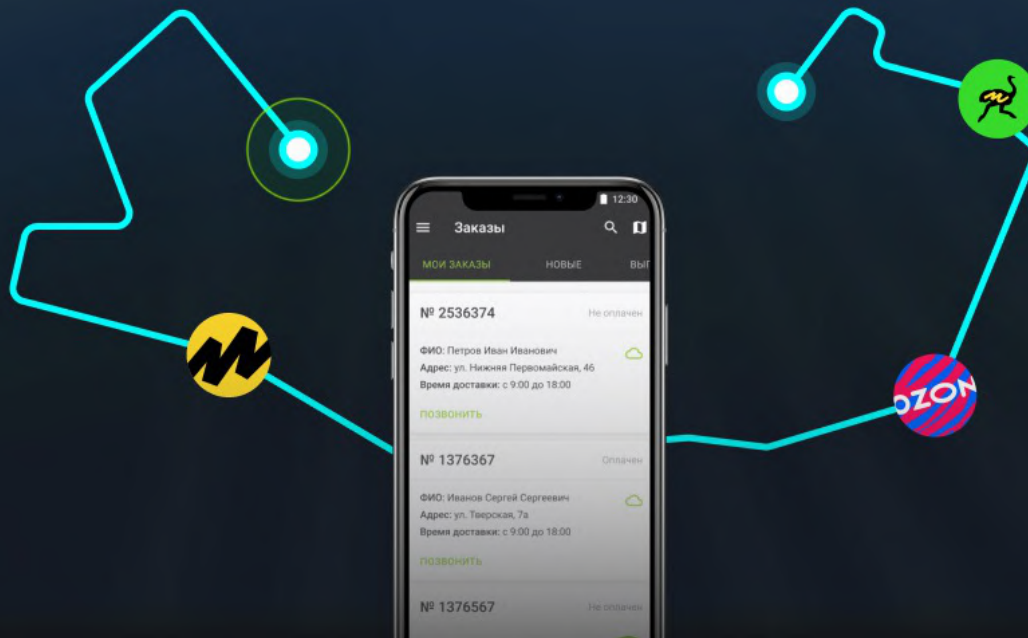 12:30
Заказы
МОИ ЗАКАЗЫ НОВЫЕ ВЫП
№ 2536374 Не оплачен
ФИО: Петров Иван Иванович
Адрес: ул. Нижняя Первомайская, 46
Время доставки: с 9:00 до 18:00
ПОЗВОНИТЬ
OZON
№ 1376367 Оплачен
ФИО: Иванов Сергей Сергеевич
Адрес: ул. Тверская, 7а
Время доставки: с 9:00 до 18:00
ПОЗВОНИТЬ
№ 1376567 Не оплачен